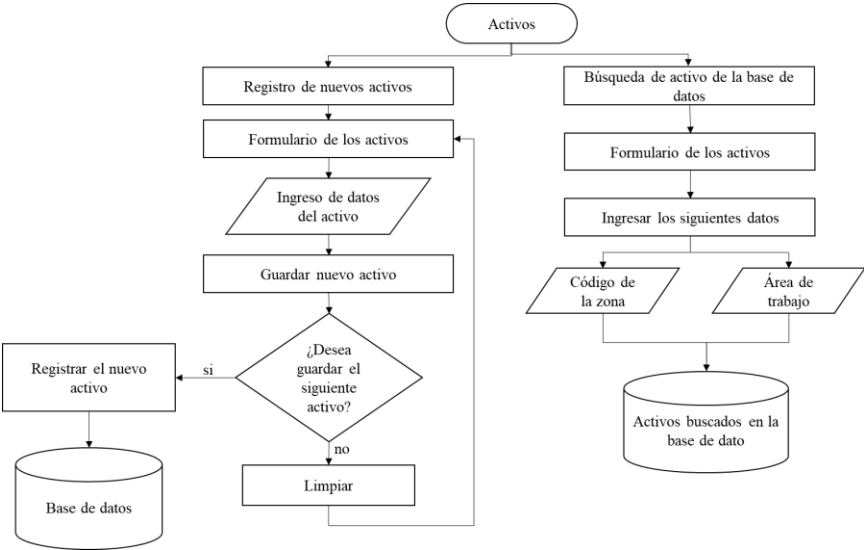 Activos
Registro de nuevos activos
Formulario de los activos
Ingreso de datos
del activo
Guardar nuevo activo
¿Desea
guardar el
siguiente
activo?
si
Registrar el nuevo
activo
Base de datos
no
Limpiar
Búsqueda de activo de la base de
datos
Formulario de los activos
Ingresar los siguientes datos
Código de
la zona
Área de
trabajo
Activos buscados en la
base de dato